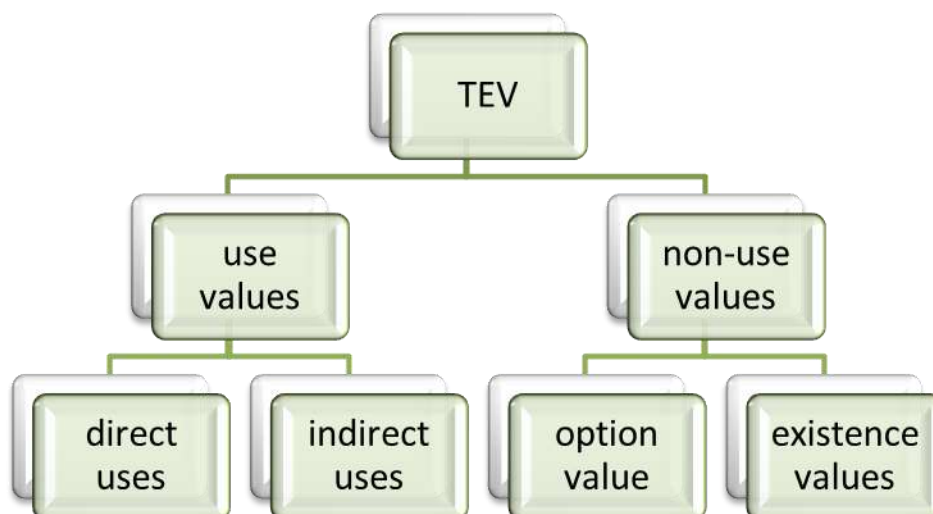 TEV
use
values
non-use
values
direct
uses
indirect
uses
option
value
existence
values